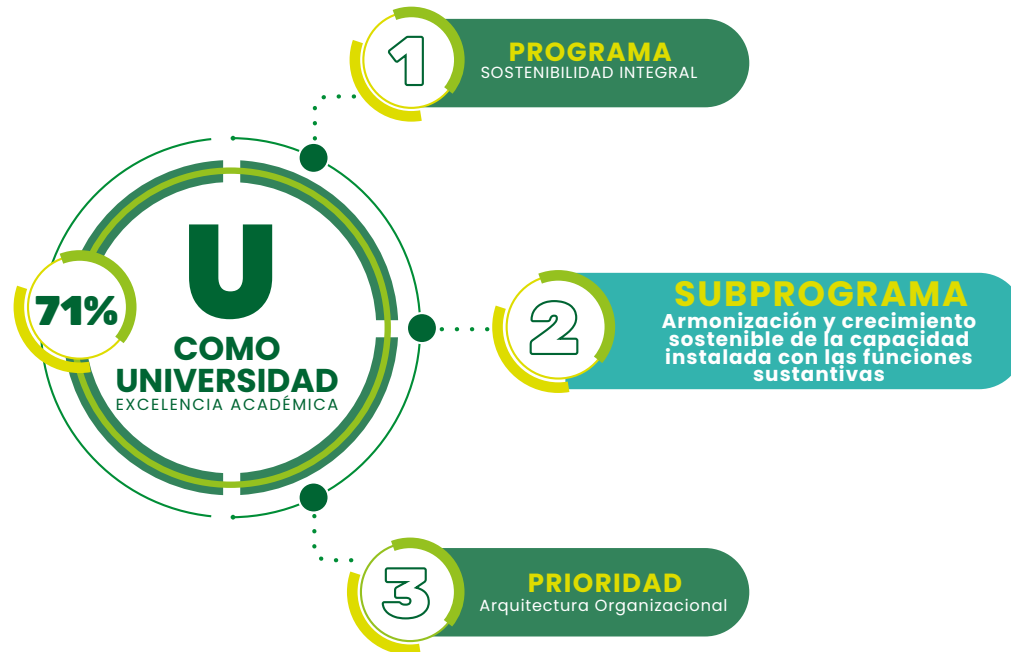 1
PROGRAMA
SOSTENIBILIDAD INTEGRAL
71%
U
COMO
UNIVERSIDAD
EXCELENCIA ACADÉMICA
2
SUBPROGRAMA
Armonización y crecimiento
sostenible de la capacidad
instalada con las funciones
sustantivas
3
PRIORIDAD
Arquitectura Organizacional